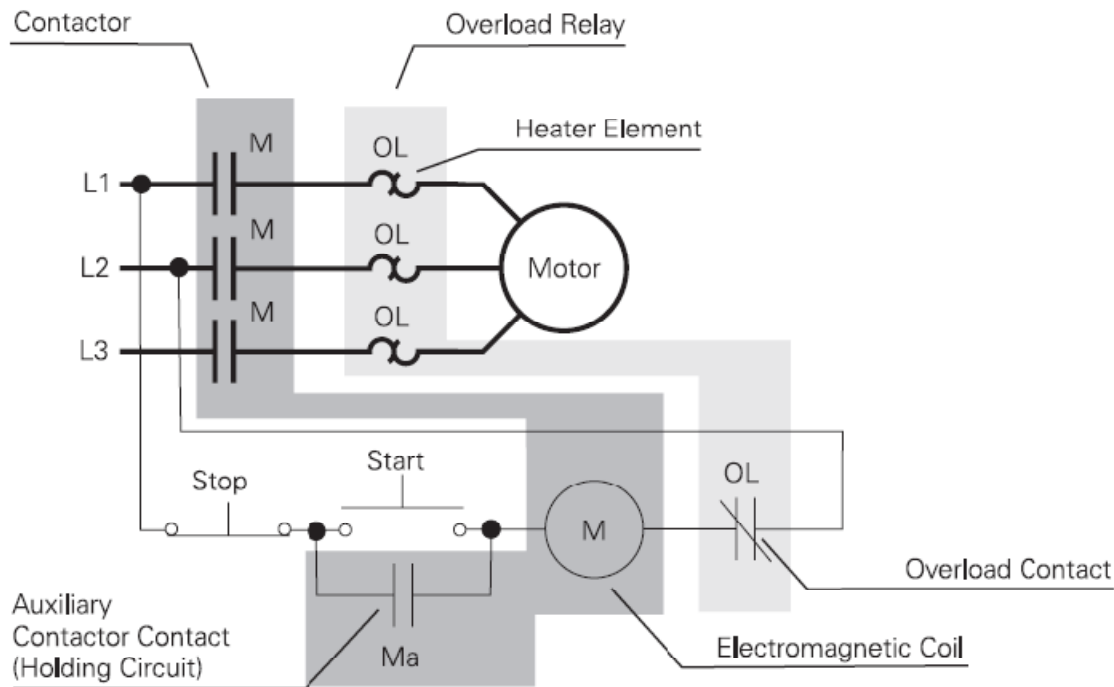 Contactor
Overload Relay
Heater Element
M
OL
L1
M
OL
L2
Motor
M
OL
L3
Start
Stop
OL
M
Overload Contact
Auxiliary
Contactor Contact
(Holding Circuit)
Ma
Electromagnetic Coil